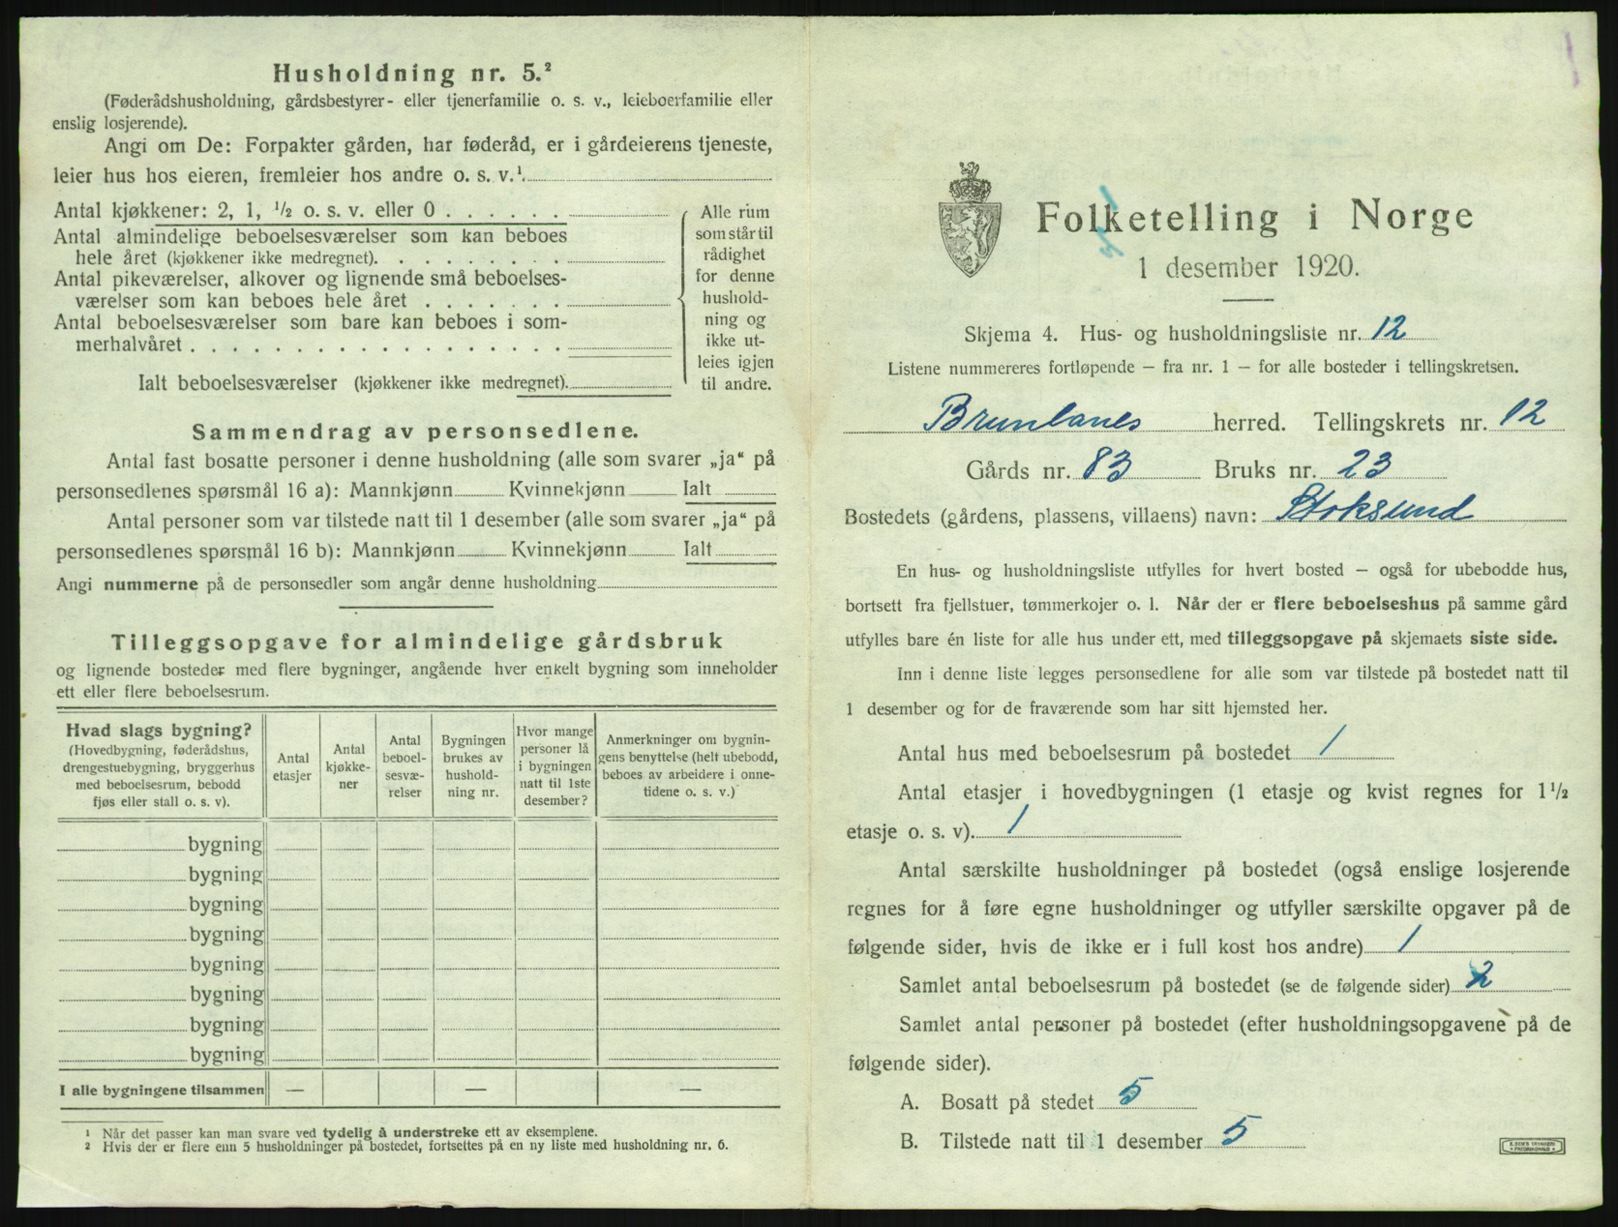 Husholdning nr. 5.²
(Føderådshusholdning, gårdsbestyrer- eller tjenerfamilie o. s. v., leieboerfamilie eller
enslig losjerende).
Angi om De: Forpakter gården, har føderåd, er i gårdeierens tjeneste,
leier hus hos eieren, fremleier hos andre o. s. v.¹
Antal kjøkkener: 2, 1, ½ o. s. v. eller 0 . . . . . .
Antal almindelige beboelsesværelser som kan beboes
hele året (kjøkkener ikke medregnet). . . . . . . .
Antal pikeværelser, alkover og lignende små beboelses-
værelser som kan beboes hele året . . . . . . .
Antal beboelsesværelser som bare kan beboes i som-
merhalvåret . . . . . . . . . . . . . . . . . .
Ialt beboelsesværelser (kjøkkener ikke medregnet).
Alle rum
som står til
rådighet
for denne
hushold-
ning og
ikke ut-
leies igjen
til andre.
Sammendrag av personsedlene.
Antal fast bosatte personer i denne husholdning (alle som svarer „ja“ på
personsedlenes spørsmål 16 a): Mannkjønn Kvinnekjønn Ialt
Antal personer som var tilstede natt til 1 desember (alle som svarer „ja“ på
personsedlenes spørsmål 16 b): Mannkjønn Kvinnekjønn Ialt
Angi nummerne på de personsedler som angår denne husholdning
Tilleggsopgave for almindelige gårdsbruk
og lignende bosteder med flere bygninger, angående hver enkelt bygning som inneholder
ett eller flere beboelsesrum.
Hvad slags bygning?
(Hovedbygning, føderådshus,
drengestuebygning, bryggerhus
med beboelsesrum, bebodd
fjøs eller stall o. s. v).
Antal
etasjer
Antal
kjøkke-
ner
Antal
beboel-
sesvæ-
relser
Bygningen
brukes av
hushold-
ning nr.
Hvor mange
personer lå
i bygningen
natt til 1ste
desember?
Anmerkninger om bygnin-
gens benyttelse (helt ubebodd,
beboes av arbeidere i onne-
tidene o. s. v.)
bygning
bygning
bygning
bygning
bygning
bygning
bygning
bygning
I alle bygningene tilsammen — — —
¹ Når det passer kan man svare ved tydelig å understreke ett av eksemplene.
² Hvis der er flere enn 5 husholdninger på bostedet, fortsettes på en ny liste med husholdning nr. 6.
Folketelling i Norge
1 desember 1920.
Skjema 4. Hus- og husholdningsliste nr. 12
Listene nummereres fortløpende – fra nr. 1 – for alle bosteder i tellingskretsen.
Brunlanes herred. Tellingskrets nr. 12
Gårds nr. 83 Bruks nr. 23
Bostedets (gårdens, plassens, villaens) navn: Stoksund
En hus- og husholdningsliste utfylles for hvert bosted – også for ubebodde hus,
bortsett fra fjellstuer, tømmerkojer o. l. Når der er flere beboelseshus på samme gård
utfylles bare én liste for alle hus under ett, med tilleggsopgave på skjemaets siste side.
Inn i denne liste legges personsedlene for alle som var tilstede på bostedet natt til
1 desember og for de fraværende som har sitt hjemsted her.
Antal hus med beboelsesrum på bostedet 1
Antal etasjer i hovedbygningen (1 etasje og kvist regnes for 1½
etasje o. s. v). 1
Antal særskilte husholdninger på bostedet (også enslige losjerende
regnes for å føre egne husholdninger og utfyller særskilte opgaver på de
følgende sider, hvis de ikke er i full kost hos andre) 1
Samlet antal beboelsesrum på bostedet (se de følgende sider) 2
Samlet antal personer på bostedet (efter husholdningsopgavene på de
følgende sider).
A. Bosatt på stedet 5
B. Tilstede natt til 1 desember 5